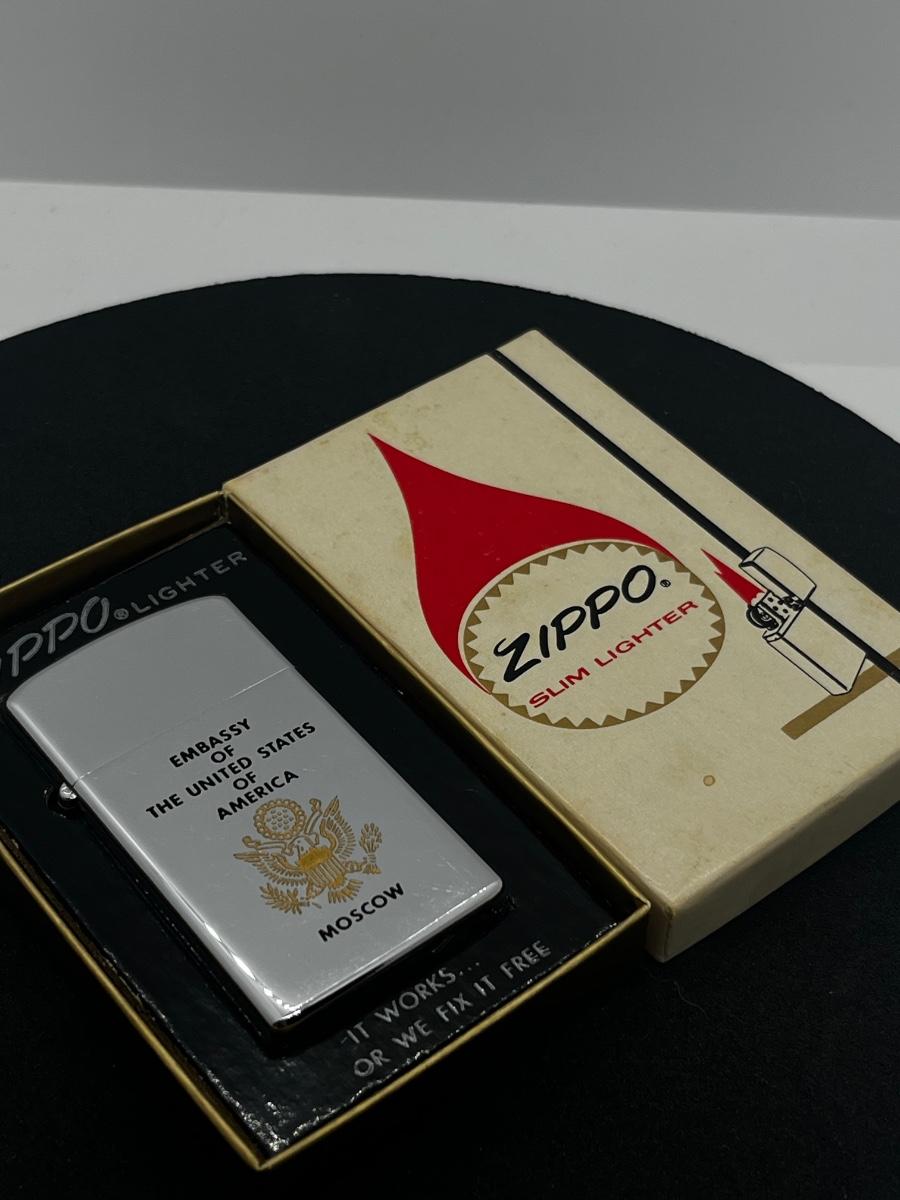 ZIPPO®
SLIM LIGHTER
ZIPPO® LIGHTER
EMBASSY
OF
THE UNITED STATES
OF
AMERICA
MOSCOW
IT WORKS...
OR WE FIX IT FREE